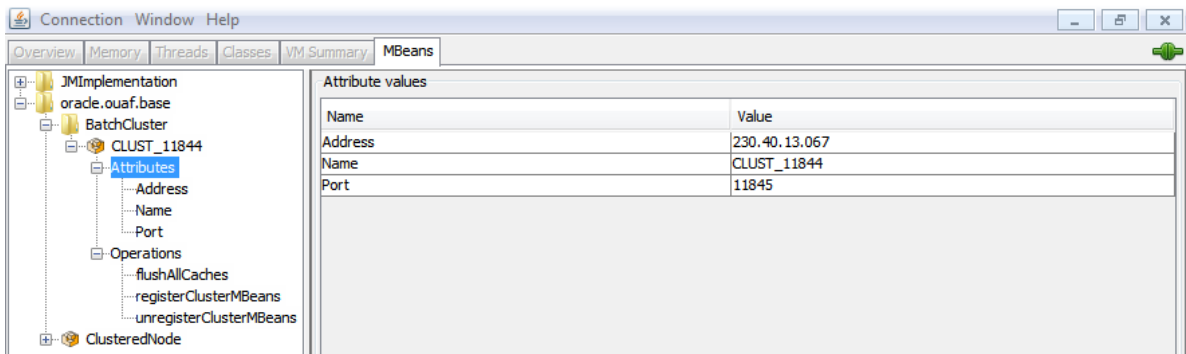 Connection Window Help
Overview Memory Threads Classes VM Summary MBeans
JMImplementation
oracle.ouaf.base
BatchCluster
CLUST_11844
Attributes
Address
Name
Port
Operations
flushAllCaches
registerClusterMBeans
unregisterClusterMBeans
ClusteredNode
Attribute values
Name Value
Address 230.40.13.067
Name CLUST_11844
Port 11845